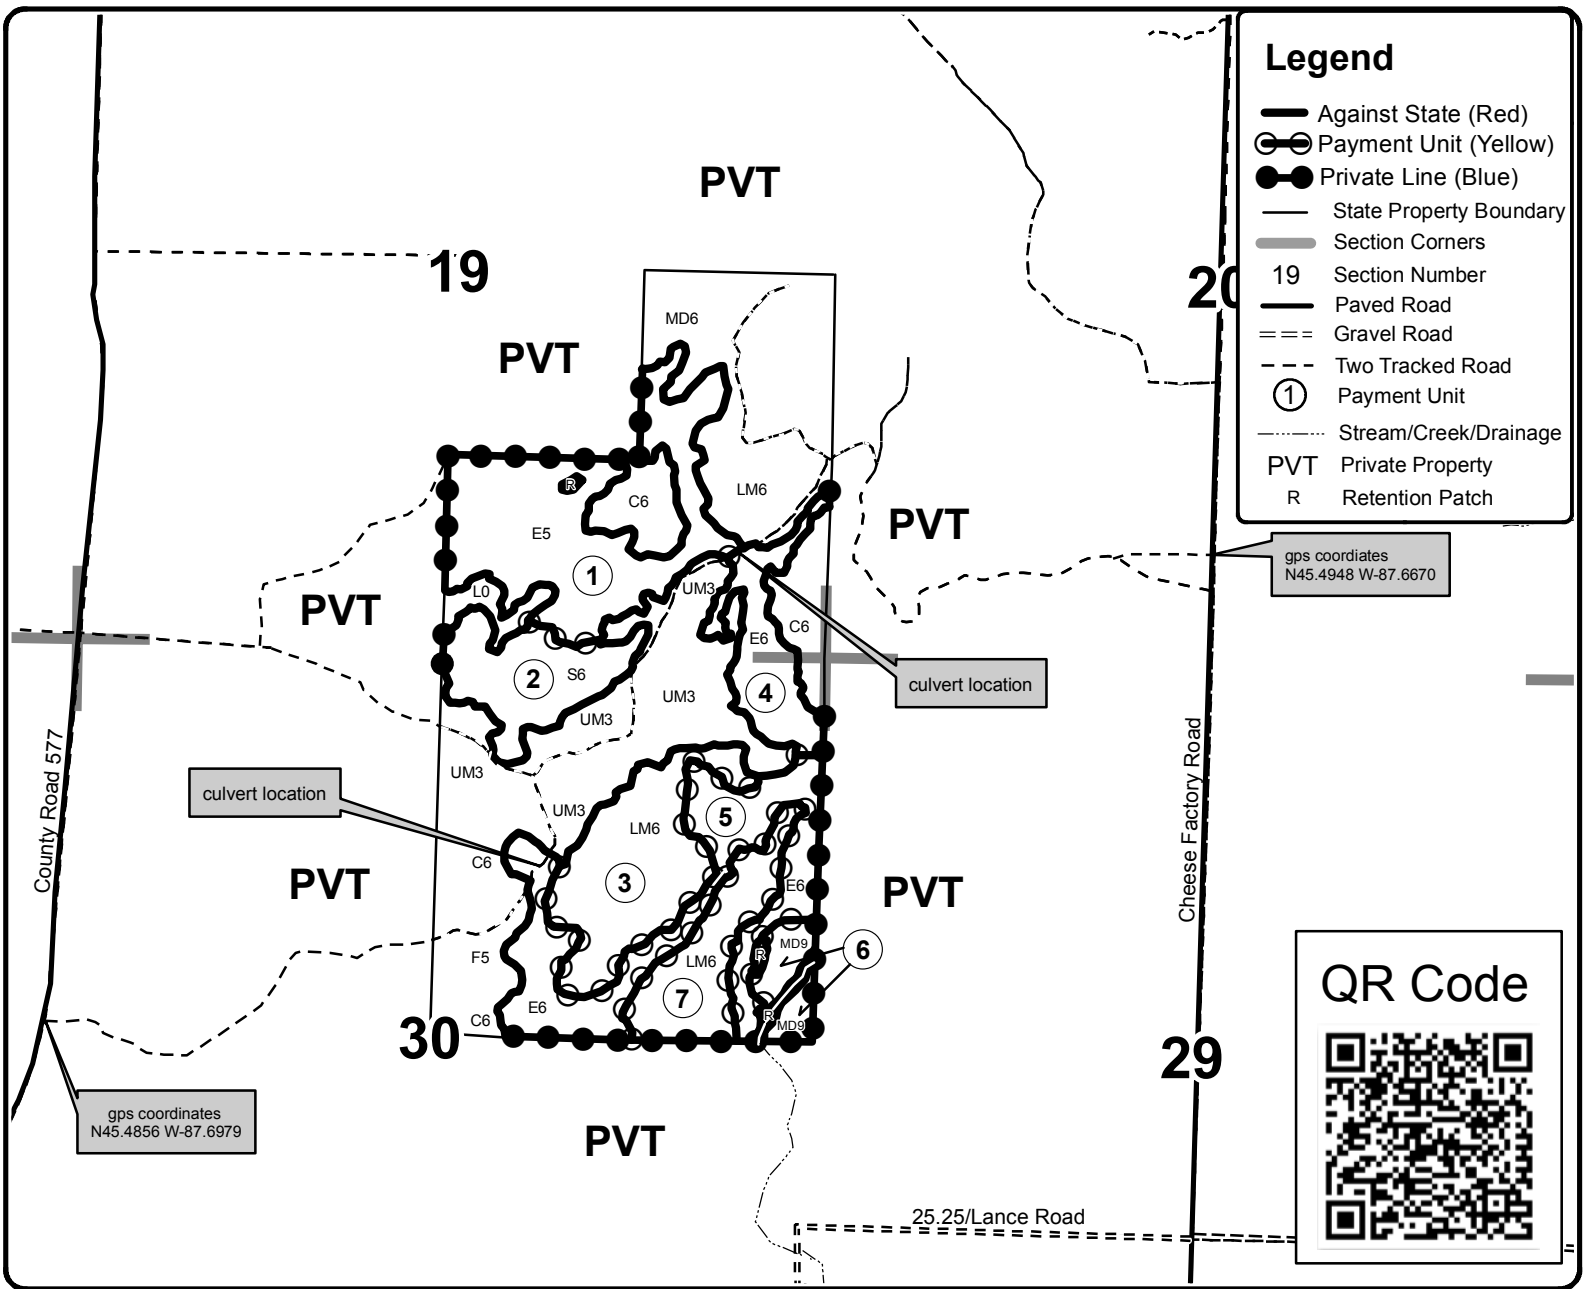 Legend
Against State (Red)
Payment Unit (Yellow)
Private Line (Blue)
State Property Boundary
Section Corners
19 Section Number
Paved Road
Gravel Road
Two Tracked Road
1 Payment Unit
Stream/Creek/Drainage
PVT Private Property
R Retention Patch
PVT
19
20
MD6
PVT
R
C6
LM6
E5
PVT
gps coordiates
N45.4948 W-87.6670
1
L0
UM3
PVT
C6
E6
2
S6
culvert location
UM3
4
UM3
County Road 577
Cheese Factory Road
UM3
culvert location
UM3
LM6
5
C6
3
PVT
E6
PVT
F5
LM6
R
MD9
6
7
E6
C6
R
MD9
30
29
QR Code
gps coordinates
N45.4856 W-87.6979
PVT
25.25/Lance Road